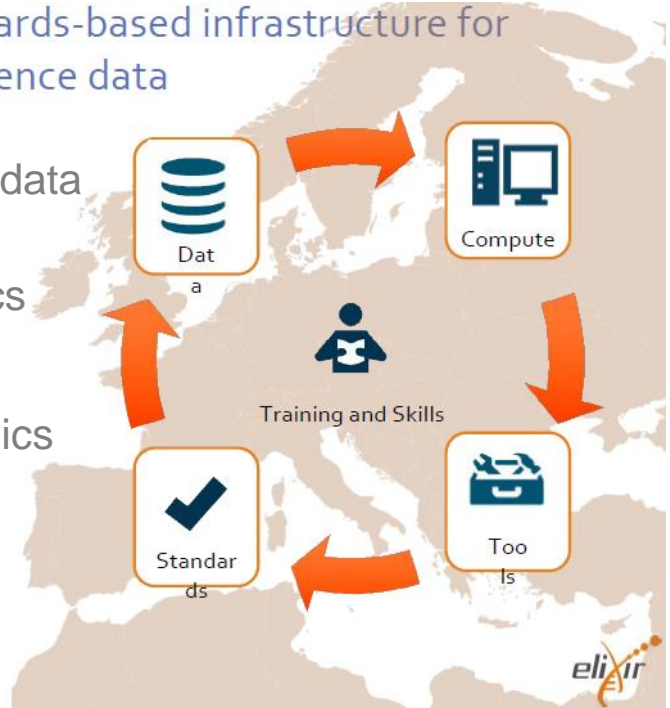 ards-based infrastructure for
ence data
data
Dat
a
Compute
cs
Training and Skills
ics
Standar
ds
Too
ls
elixir